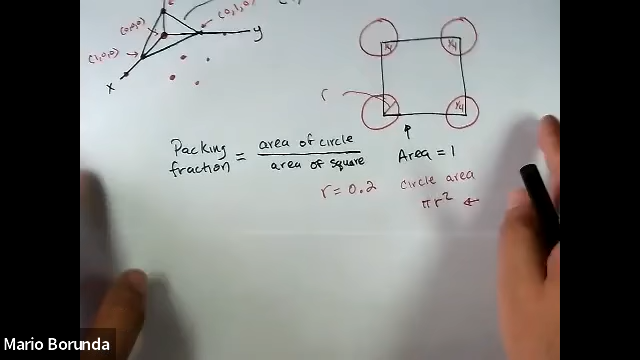 z
(0,1,0)
(0,0,0)
(1,0,0)
y
x
1/4 1/4
r
1/4 1/4
Packing fraction = area of circle / area of square
Area = 1
r = 0.2
circle area
πr² ←
Mario Borunda